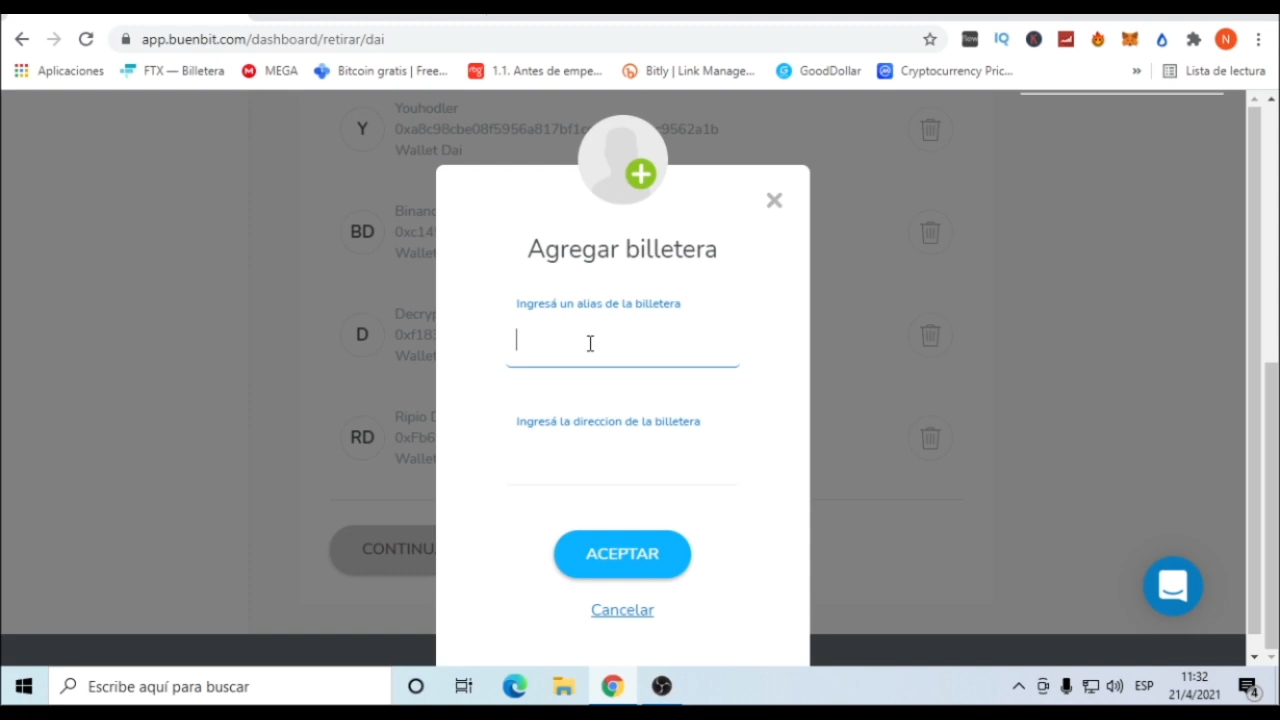 app.buenbit.com/dashboard/retirar/dai
Aplicaciones FTX — Billetera MEGA Bitcoin gratis | Free... 1.1. Antes de empe... Bitly | Link Manage... GoodDollar Cryptocurrency Pric... » Lista de lectura
Youhodler
Y
Wallet Dai
Agregar billetera
BD
Ingresá un alias de la billetera
D
Ingresá la direccion de la billetera
RD
CONTINU
ACEPTAR
Cancelar
Escribe aquí para buscar
ESP
11:32
21/4/2021
4